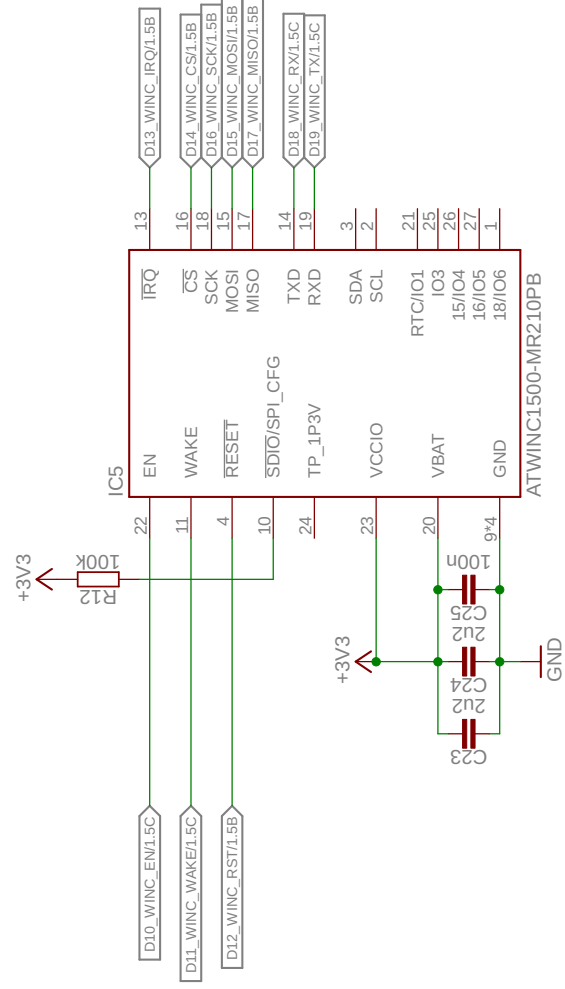 D13_WINC_IRQ/1.5B
D14_WINC_CS/1.5B
D16_WINC_SCK/1.5B
D15_WINC_MOSI/1.5B
D17_WINC_MISO/1.5B
D18_WINC_RX/1.5C
D19_WINC_TX/1.5C
13
16
18
15
17
14
19
3
2
21
25
26
27
1
IRQ
CS
SCK
MOSI
MISO
TXD
RXD
SDA
SCL
RTC/IO1
IO3
15/IO4
16/IO5
18/IO6
IC5
ATWINC1500-MR210PB
EN
WAKE
RESET
SDIO/SPI_CFG
TP_1P3V
VCCIO
VBAT
GND
22
11
4
10
24
23
20
9*4
+3V3
100k
R12
+3V3
100n
C25
2u2
C24
2u2
C23
GND
D10_WINC_EN/1.5C
D11_WINC_WAKE/1.5C
D12_WINC_RST/1.5B